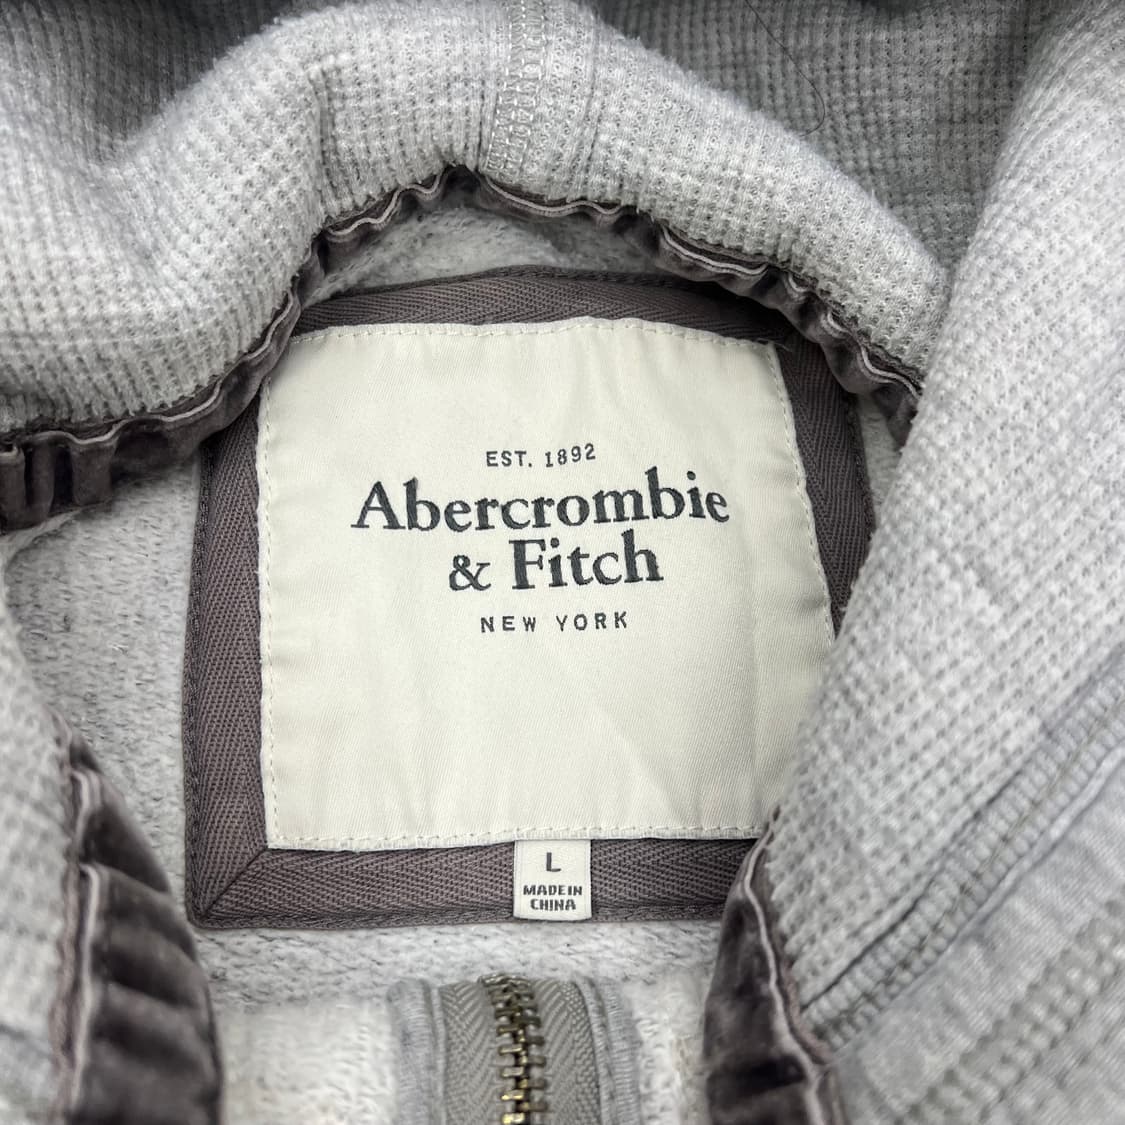 EST. 1892
Abercrombie
& Fitch
NEW YORK
L
MADE IN
CHINA